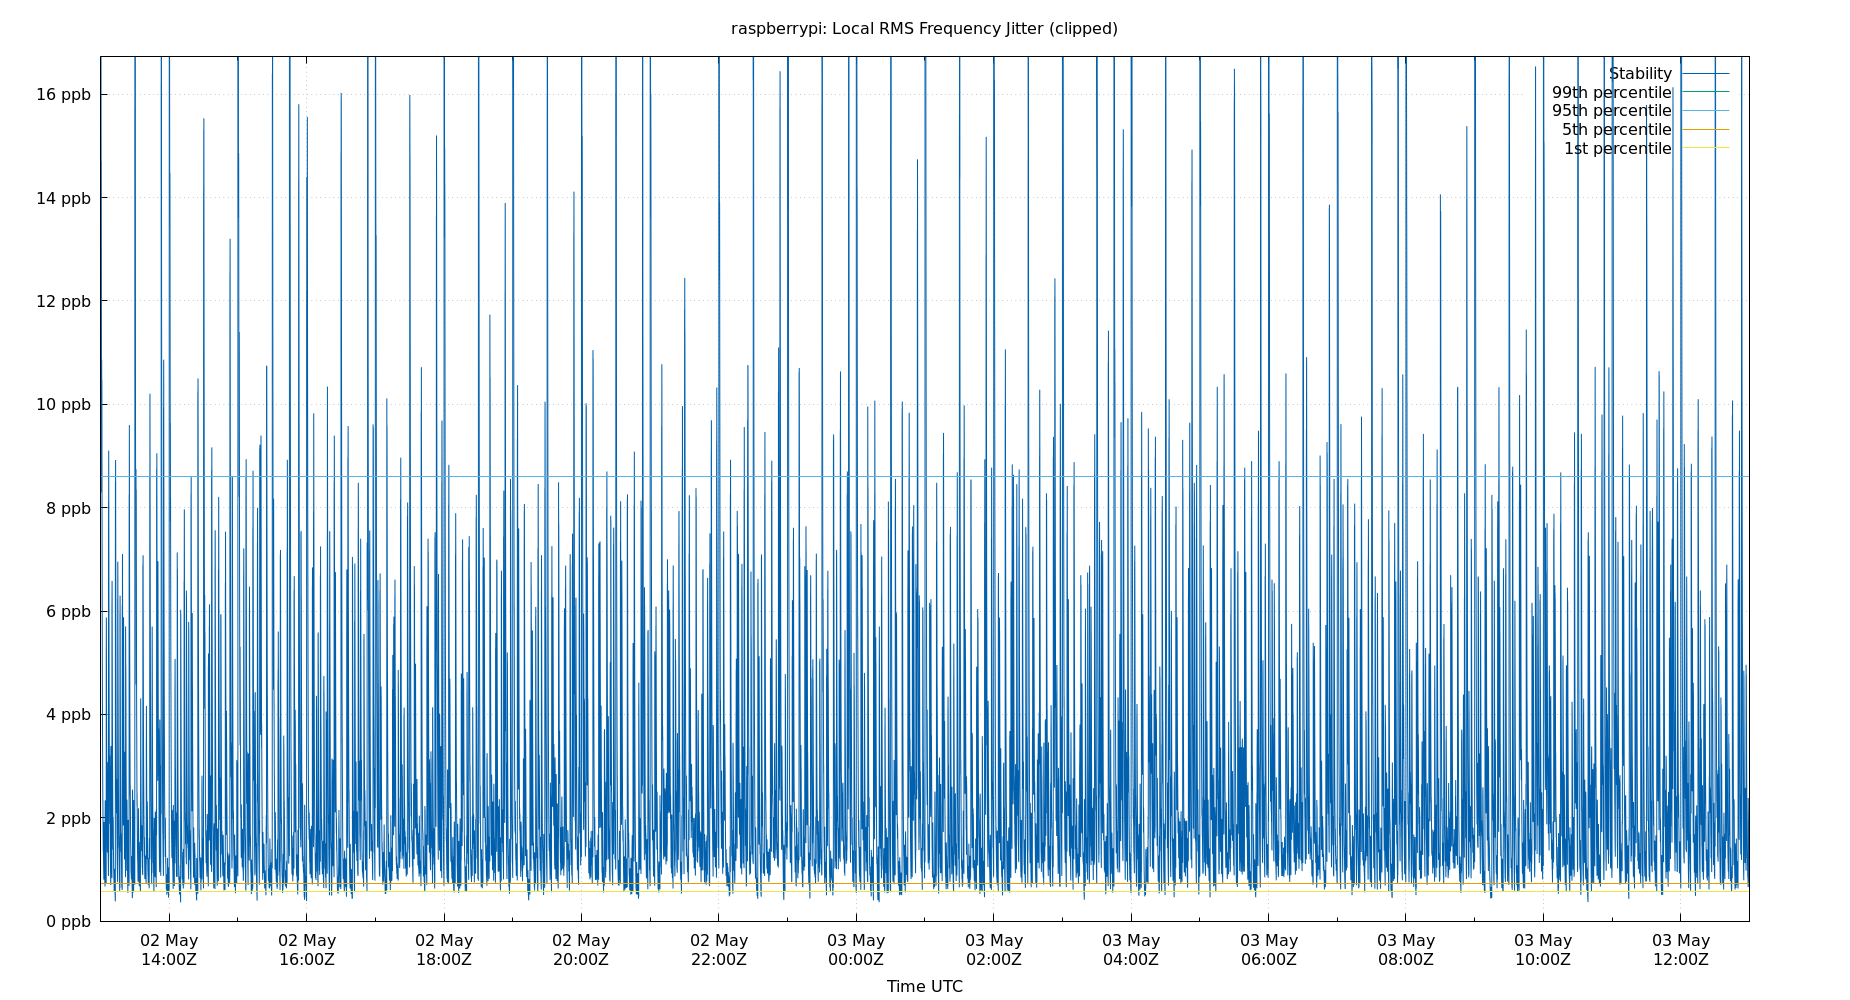 raspberrypi: Local RMS Frequency Jitter (clipped)
16 ppb
14 ppb
12 ppb
10 ppb
8 ppb
6 ppb
4 ppb
2 ppb
0 ppb
Stability
99th percentile
95th percentile
5th percentile
1st percentile
02 May 02 May 02 May 02 May 02 May 03 May 03 May 03 May 03 May 03 May 03 May 03 May
14:00Z 16:00Z 18:00Z 20:00Z 22:00Z 00:00Z 02:00Z 04:00Z 06:00Z 08:00Z 10:00Z 12:00Z
Time UTC